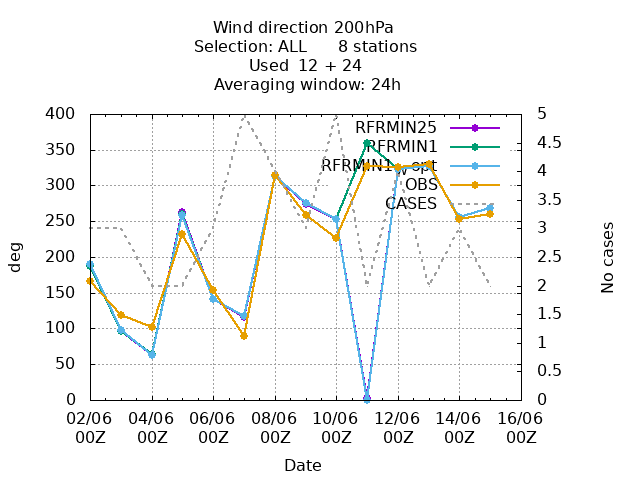 Wind direction 200hPa
Selection: ALL 8 stations
Used 12 + 24
Averaging window: 24h
400 350 300 250 200 150 100 50 0
deg
RFRMIN25
RFRMIN1
RFRMIN1_opt
OBS
CASES
5 4.5 4 3.5 3 2.5 2 1.5 1 0.5 0
No cases
02/06 04/06 06/06 08/06 10/06 12/06 14/06 16/06
00Z 00Z 00Z 00Z 00Z 00Z 00Z 00Z
Date